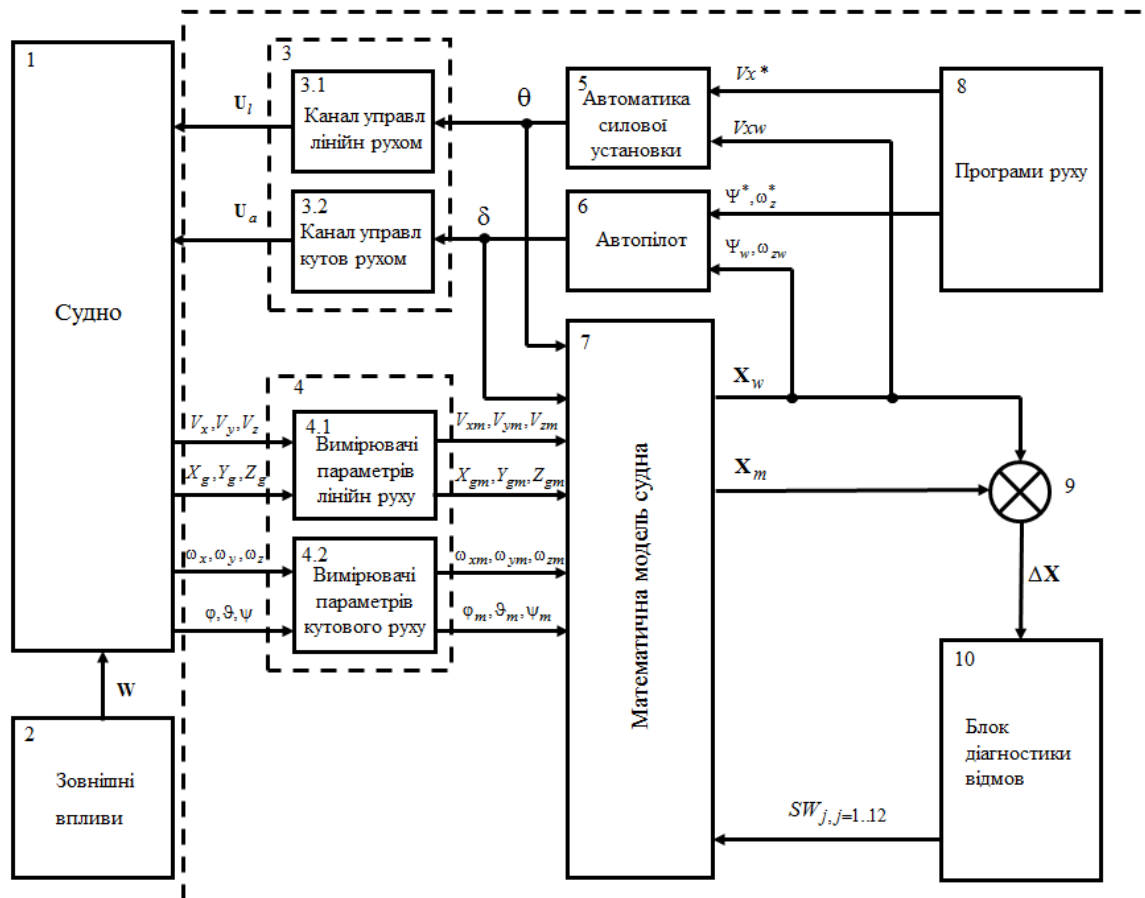 1
Судно
2
Зовнішні
впливи
W
U_l
U_a
3
3.1
Канал управл
лінійн рухом
3.2
Канал управл
кутов рухом
θ
δ
5
Автоматика
силової
установки
6
Автопілот
Vx*
Vxw
Ψ*, ω_z*
Ψ_w, ω_zw
8
Програми руху
4
4.1
Вимірювачі
параметрів
лінійн руху
4.2
Вимірювачі
параметрів
кутового руху
V_x, V_y, V_z
X_g, Y_g, Z_g
ω_x, ω_y, ω_z
φ, ϑ, ψ
V_xm, V_ym, V_zm
X_gm, Y_gm, Z_gm
ω_xm, ω_ym, ω_zm
φ_m, ϑ_m, ψ_m
7
Математична модель судна
X_w
X_m
9
ΔX
10
Блок
діагностики
відмов
SW_j, j=1..12